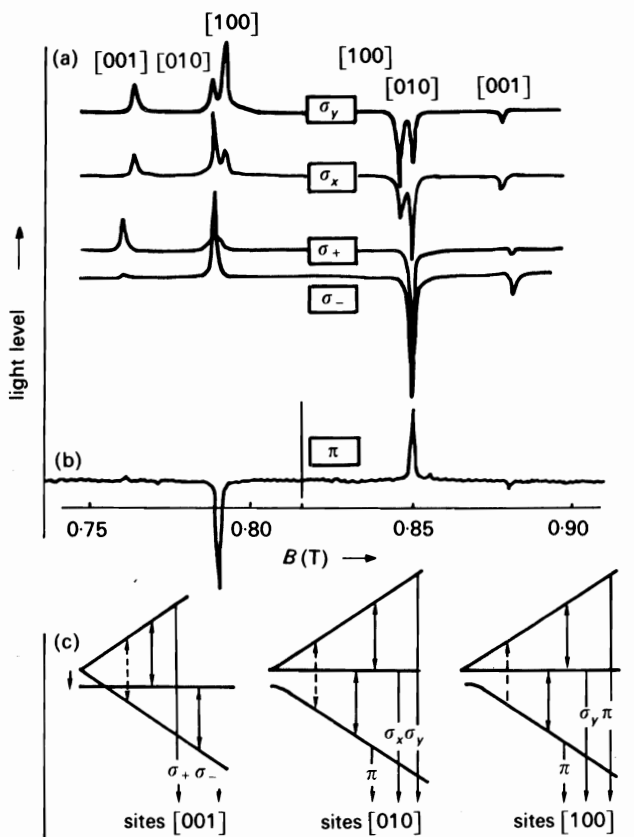 [100]
(a) [001] [010] [100]
[010] [001]
σy
σx
σ+
σ−
light level
π
(b)
0·75 0·80 0·85 0·90
B(T)
(c)
σ+ σ− σx σy σy π
π π
sites [001] sites [010] sites [100]